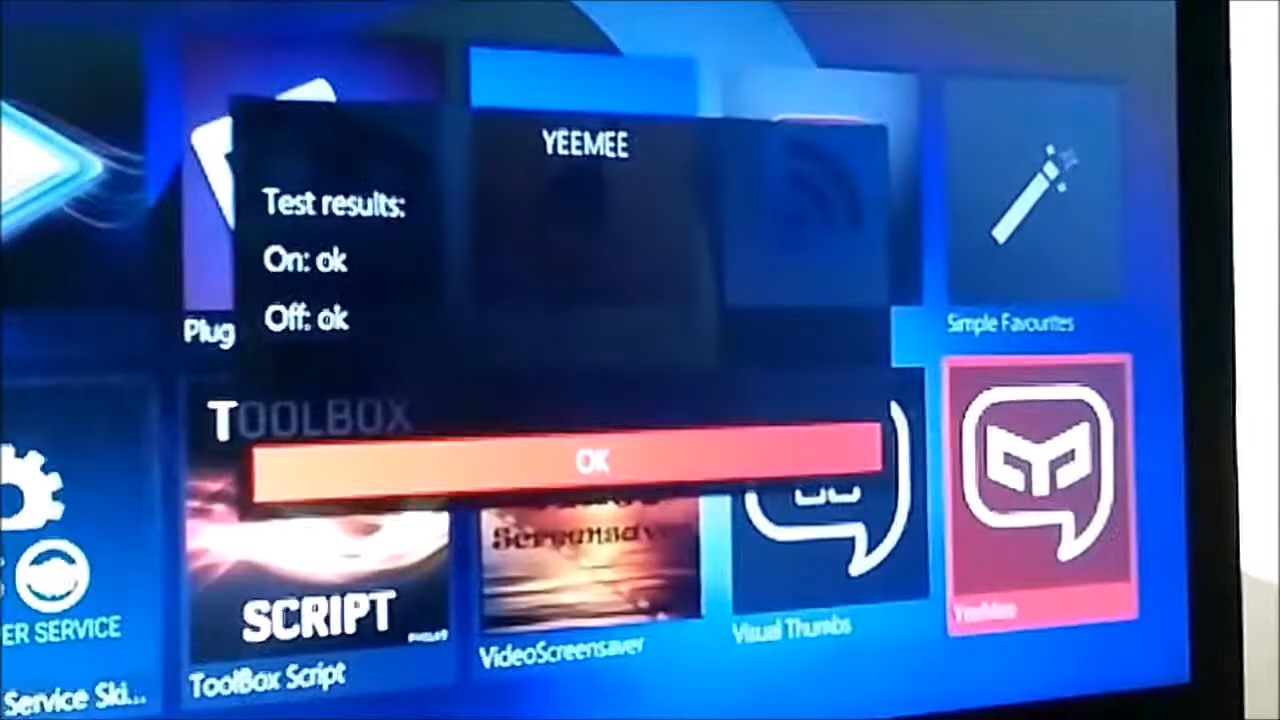 YEEMEE
Test results:
On: ok
Off: ok
OK
Plug
Simple Favourites
TOOLBOX
SCRIPT
ER SERVICE
Service Ski...
ToolBox Script
VideoScreensaver
Visual Thumbs
YeeMee